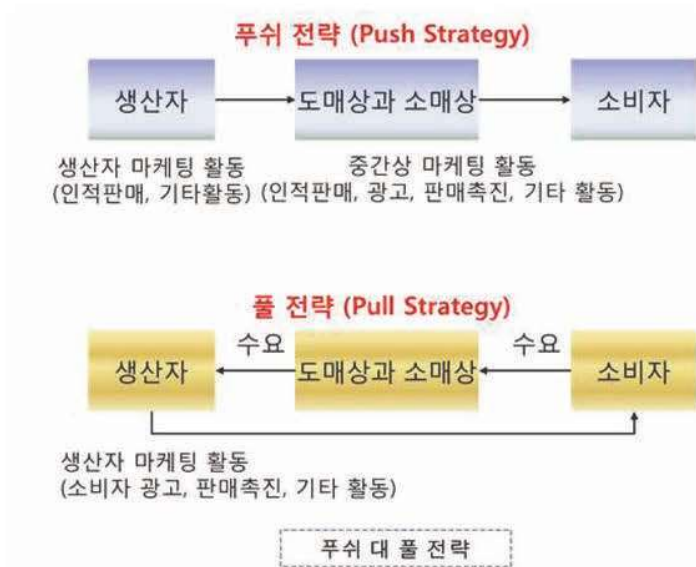 푸쉬 전략 (Push Strategy)
생산자 도매상과 소매상 소비자
생산자 마케팅 활동 중간상 마케팅 활동
(인적판매, 기타활동) (인적판매, 광고, 판매촉진, 기타 활동)
풀 전략 (Pull Strategy)
수요 수요
생산자 도매상과 소매상 소비자
생산자 마케팅 활동
(소비자 광고, 판매촉진, 기타 활동)
푸쉬 대 풀 전략